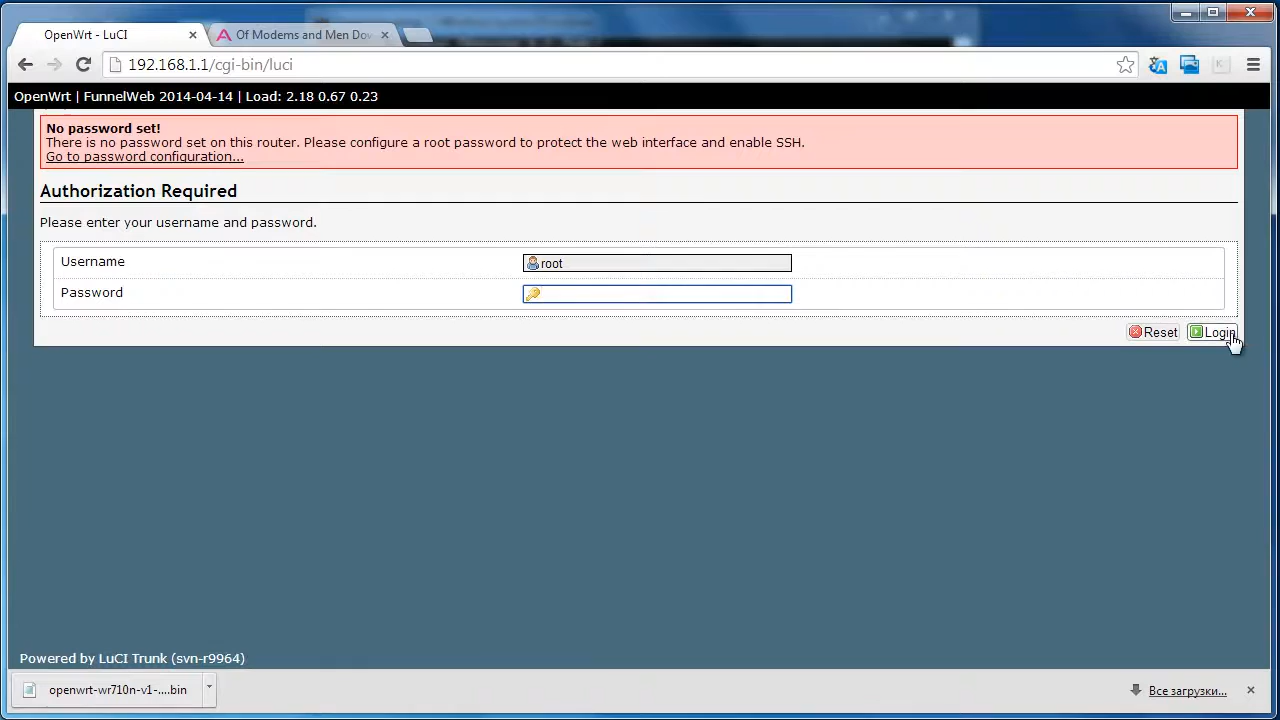 OpenWrt - LuCI
Of Modems and Men Dov
192.168.1.1/cgi-bin/luci
OpenWrt | FunnelWeb 2014-04-14 | Load: 2.18 0.67 0.23
No password set!
There is no password set on this router. Please configure a root password to protect the web interface and enable SSH.
Go to password configuration...
Authorization Required
Please enter your username and password.
Username
root
Password
Reset
Login
Powered by LuCI Trunk (svn-r9964)
openwrt-wr710n-v1-....bin
Все загрузки...